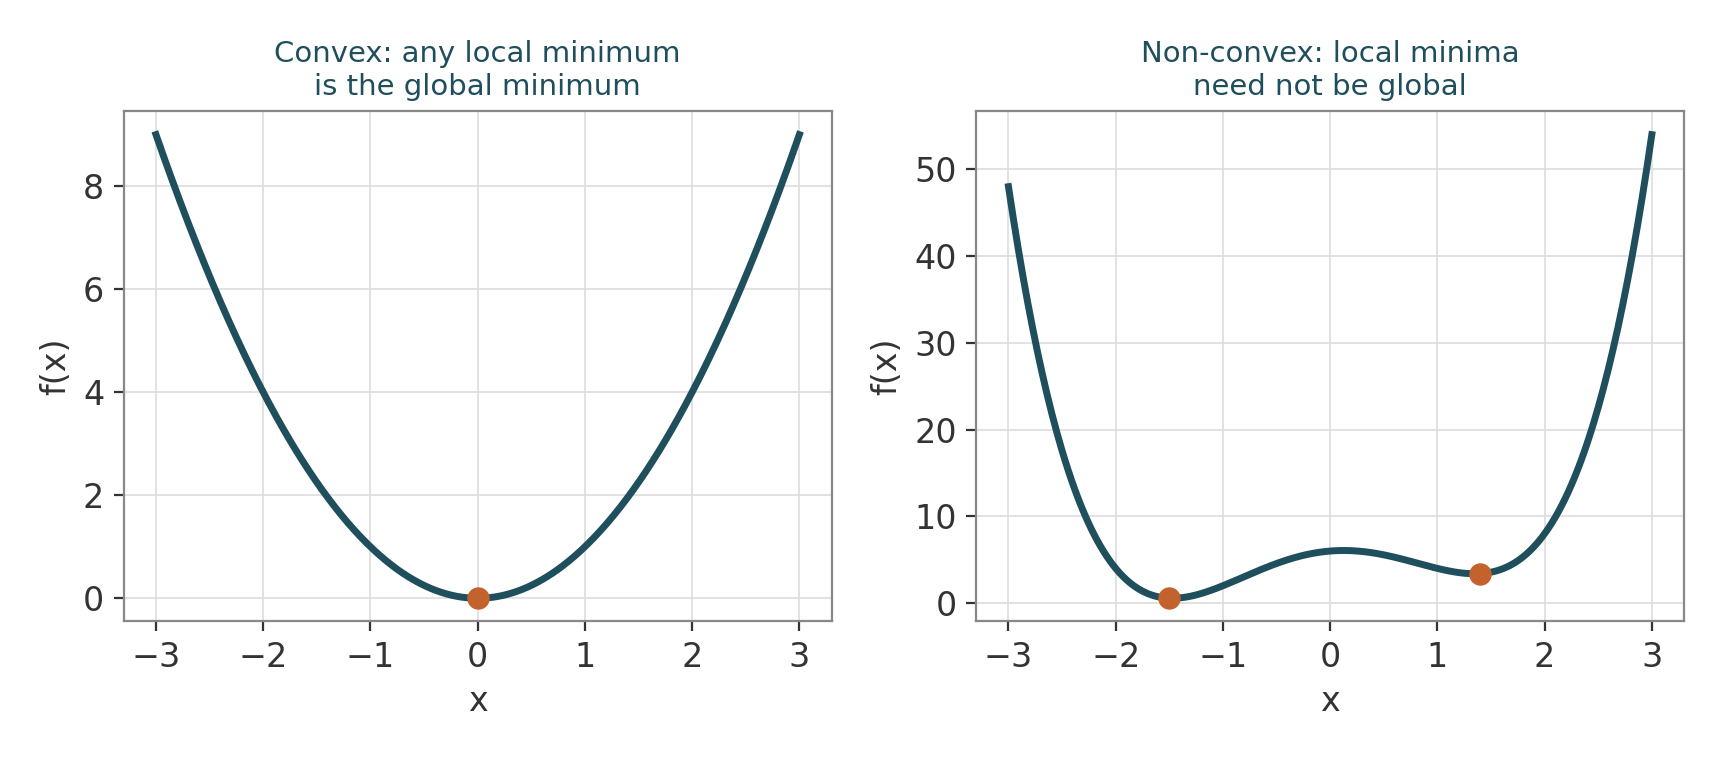 Convex: any local minimum
is the global minimum
8
6
4
2
0
f(x)
−3 −2 −1 0 1 2 3
x
Non-convex: local minima
need not be global
50
40
30
20
10
0
f(x)
−3 −2 −1 0 1 2 3
x